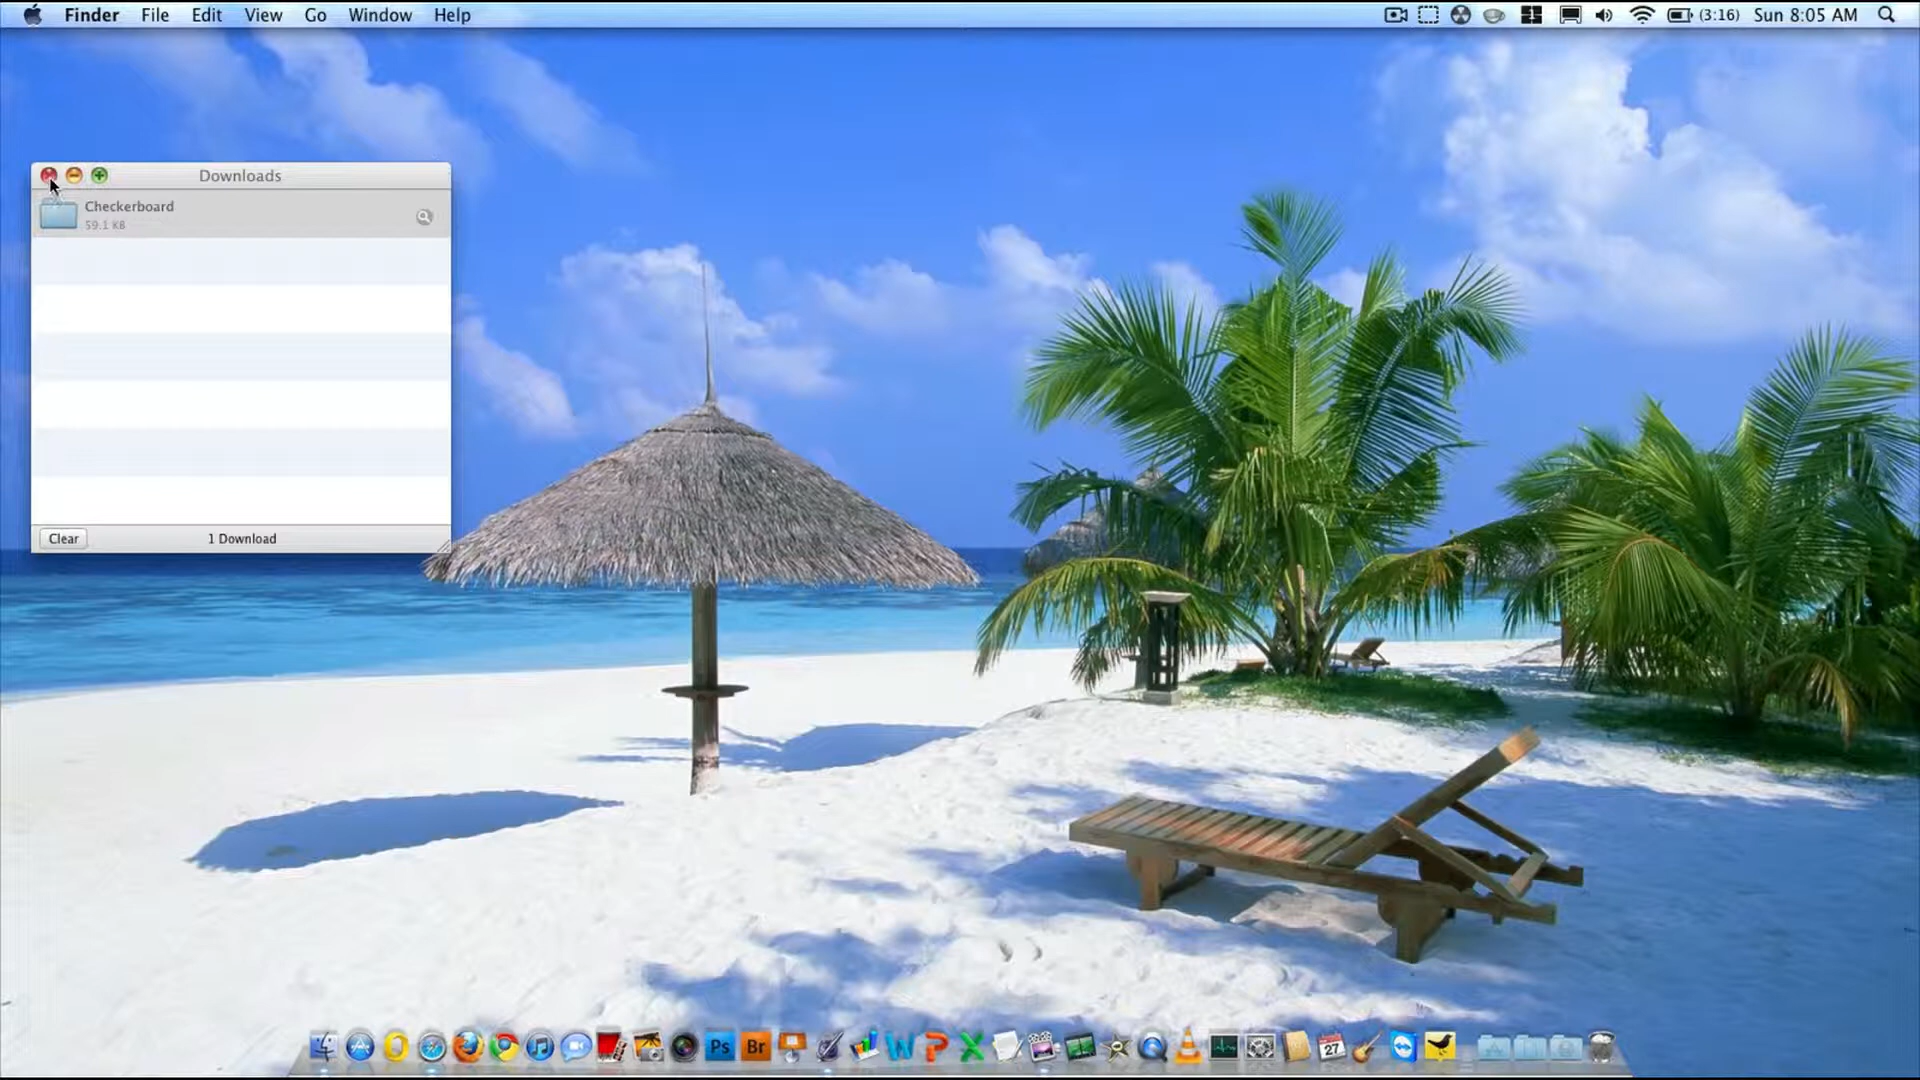 Finder File Edit View Go Window Help (3:16) Sun 8:05 AM
Downloads
Checkerboard
59.1 KB
Clear 1 Download
Ps Br 27